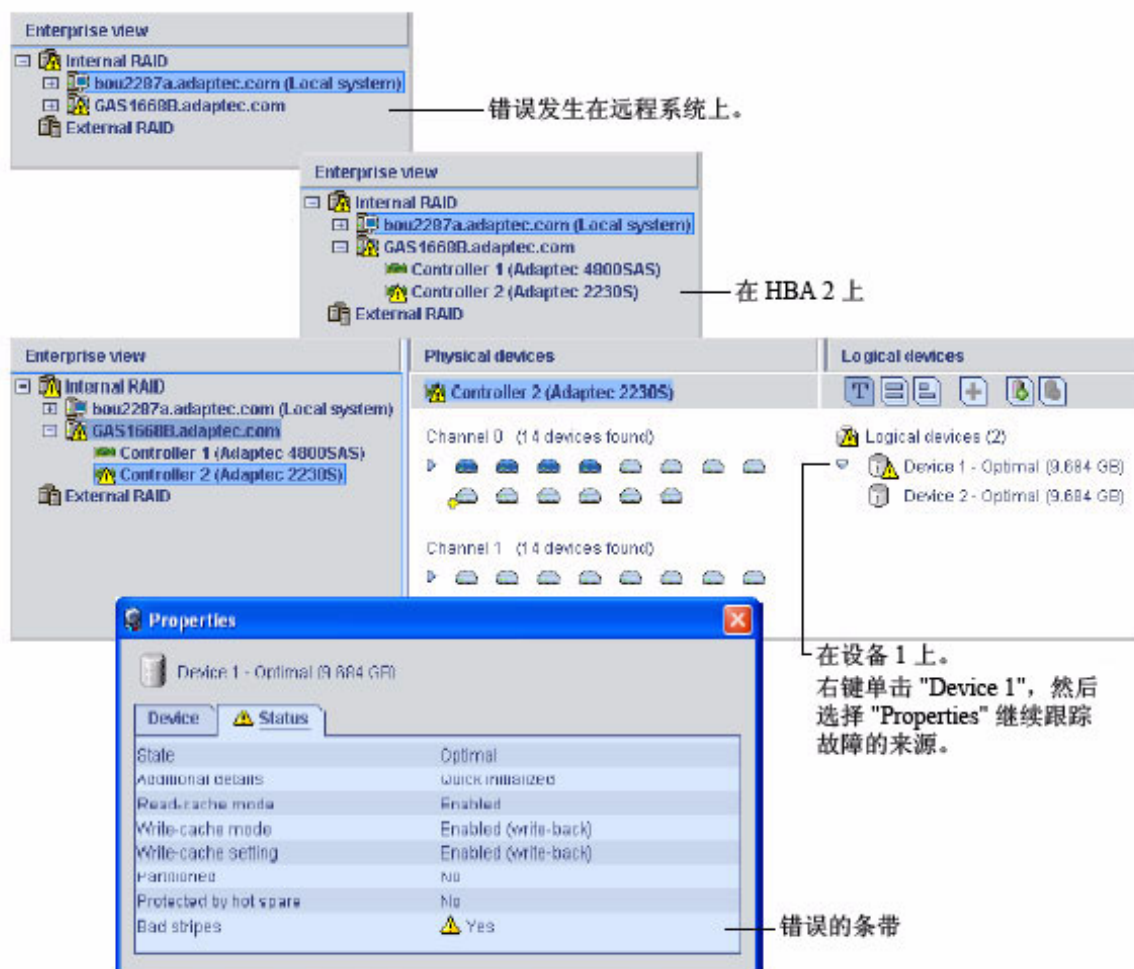 Enterprise view
Internal RAID
bou2287a.adaptec.com (Local system)
GAS1668B.adaptec.com
External RAID
错误发生在远程系统上。
Enterprise view
Internal RAID
bou2287a.adaptec.com (Local system)
GAS1668B.adaptec.com
Controller 1 (Adaptec 4800SAS)
Controller 2 (Adaptec 2230S)
External RAID
在 HBA 2 上
Enterprise view
Internal RAID
bou2287a.adaptec.com (Local system)
GAS1668B.adaptec.com
Controller 1 (Adaptec 4800SAS)
Controller 2 (Adaptec 2230S)
External RAID
Physical devices
Controller 2 (Adaptec 2230S)
Channel 0 (14 devices found)
Channel 1 (14 devices found)
Logical devices
T
Logical devices (2)
Device 1 - Optimal (9.684 GB)
Device 2 - Optimal (9.684 GB)
在设备 1 上。
右键单击 "Device 1"，然后
选择 "Properties" 继续跟踪
故障的来源。
Properties
Device 1 - Optimal (9.684 GB)
Device Status
State Optimal
Additional details Quick initialized
Read-cache mode Enabled
Write-cache mode Enabled (write-back)
Write-cache setting Enabled (write-back)
Partitioned No
Protected by hot spare No
Bad stripes Yes
错误的条带